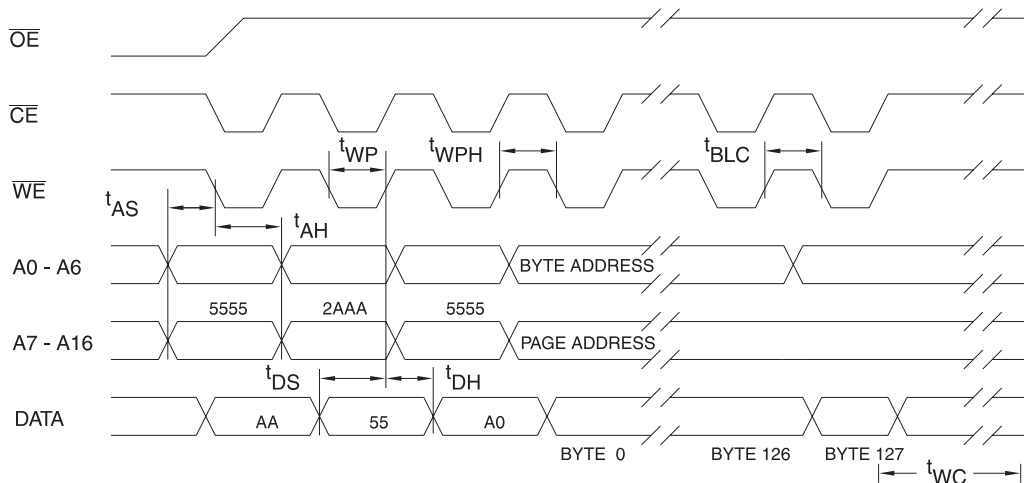 OE
CE
tWP tWPH tBLC
WE
tAS
tAH
A0 - A6 BYTE ADDRESS
5555 2AAA 5555
A7 - A16 PAGE ADDRESS
tDS tDH
DATA AA 55 A0
BYTE 0 BYTE 126 BYTE 127
tWC